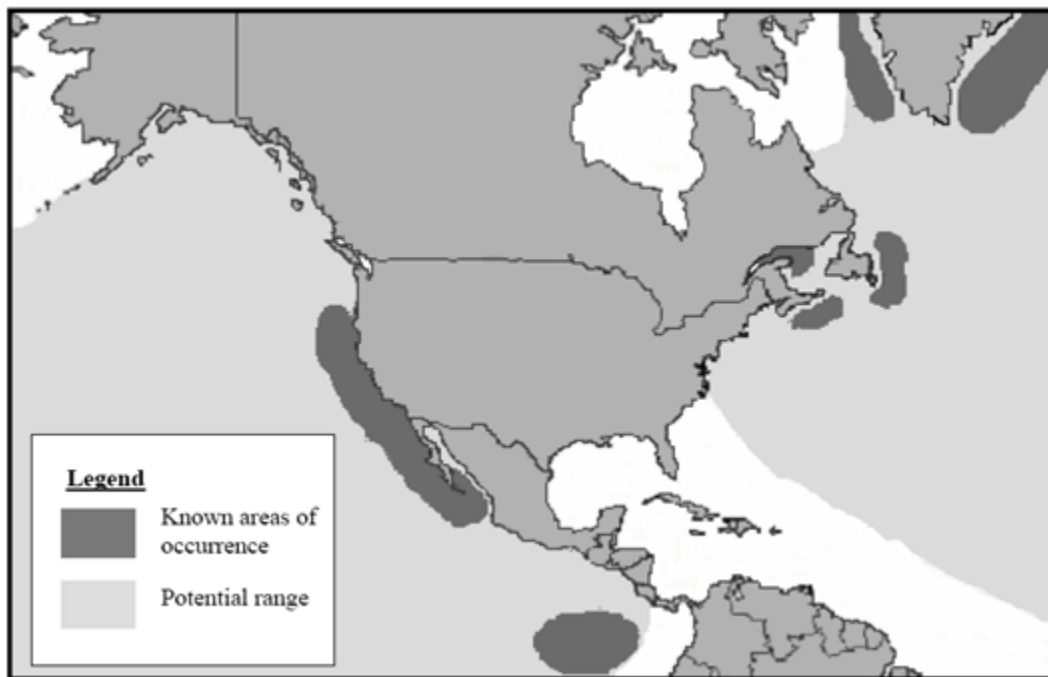 Legend
Known areas of
occurrence
Potential range